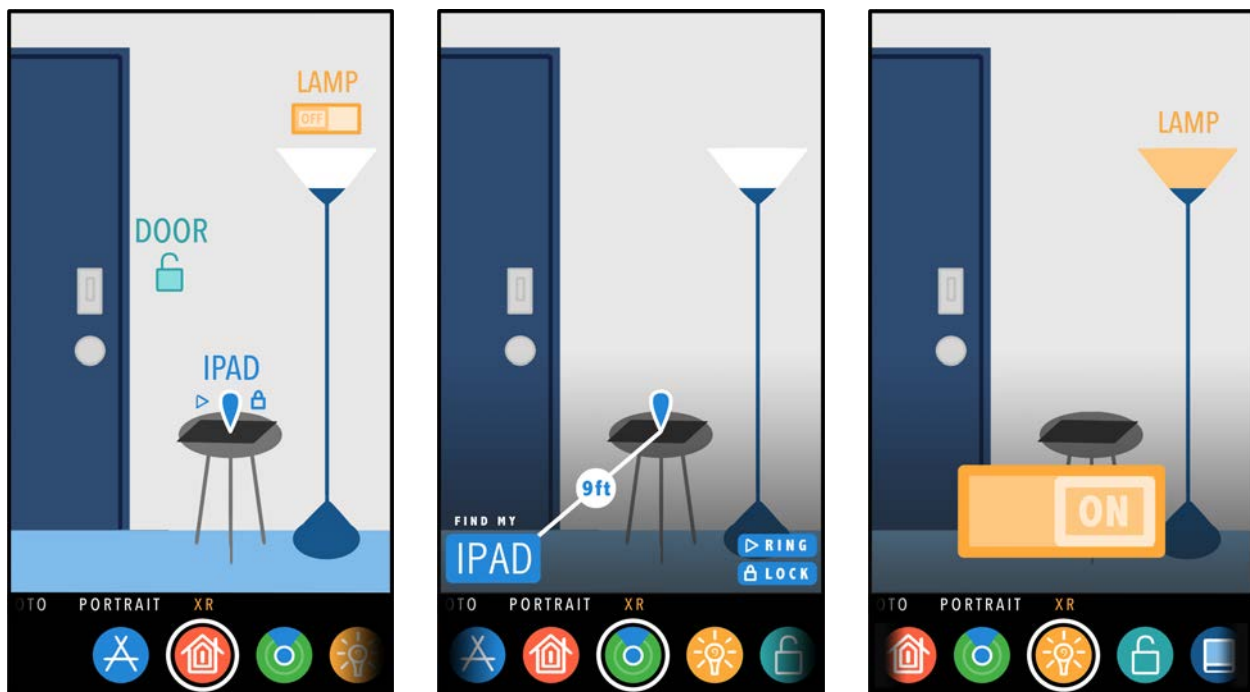 LAMP
OFF
DOOR
IPAD
OTO PORTRAIT XR
9ft
FIND MY
IPAD
RING
LOCK
OTO PORTRAIT XR
LAMP
ON
OTO PORTRAIT XR